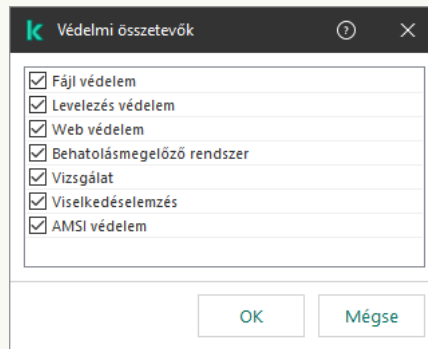 Védelmi összetevők
Fájl védelem
Levelezés védelem
Web védelem
Behatolásmegelőző rendszer
Vizsgálat
Viselkedéselemzés
AMSI védelem
OK Mégse